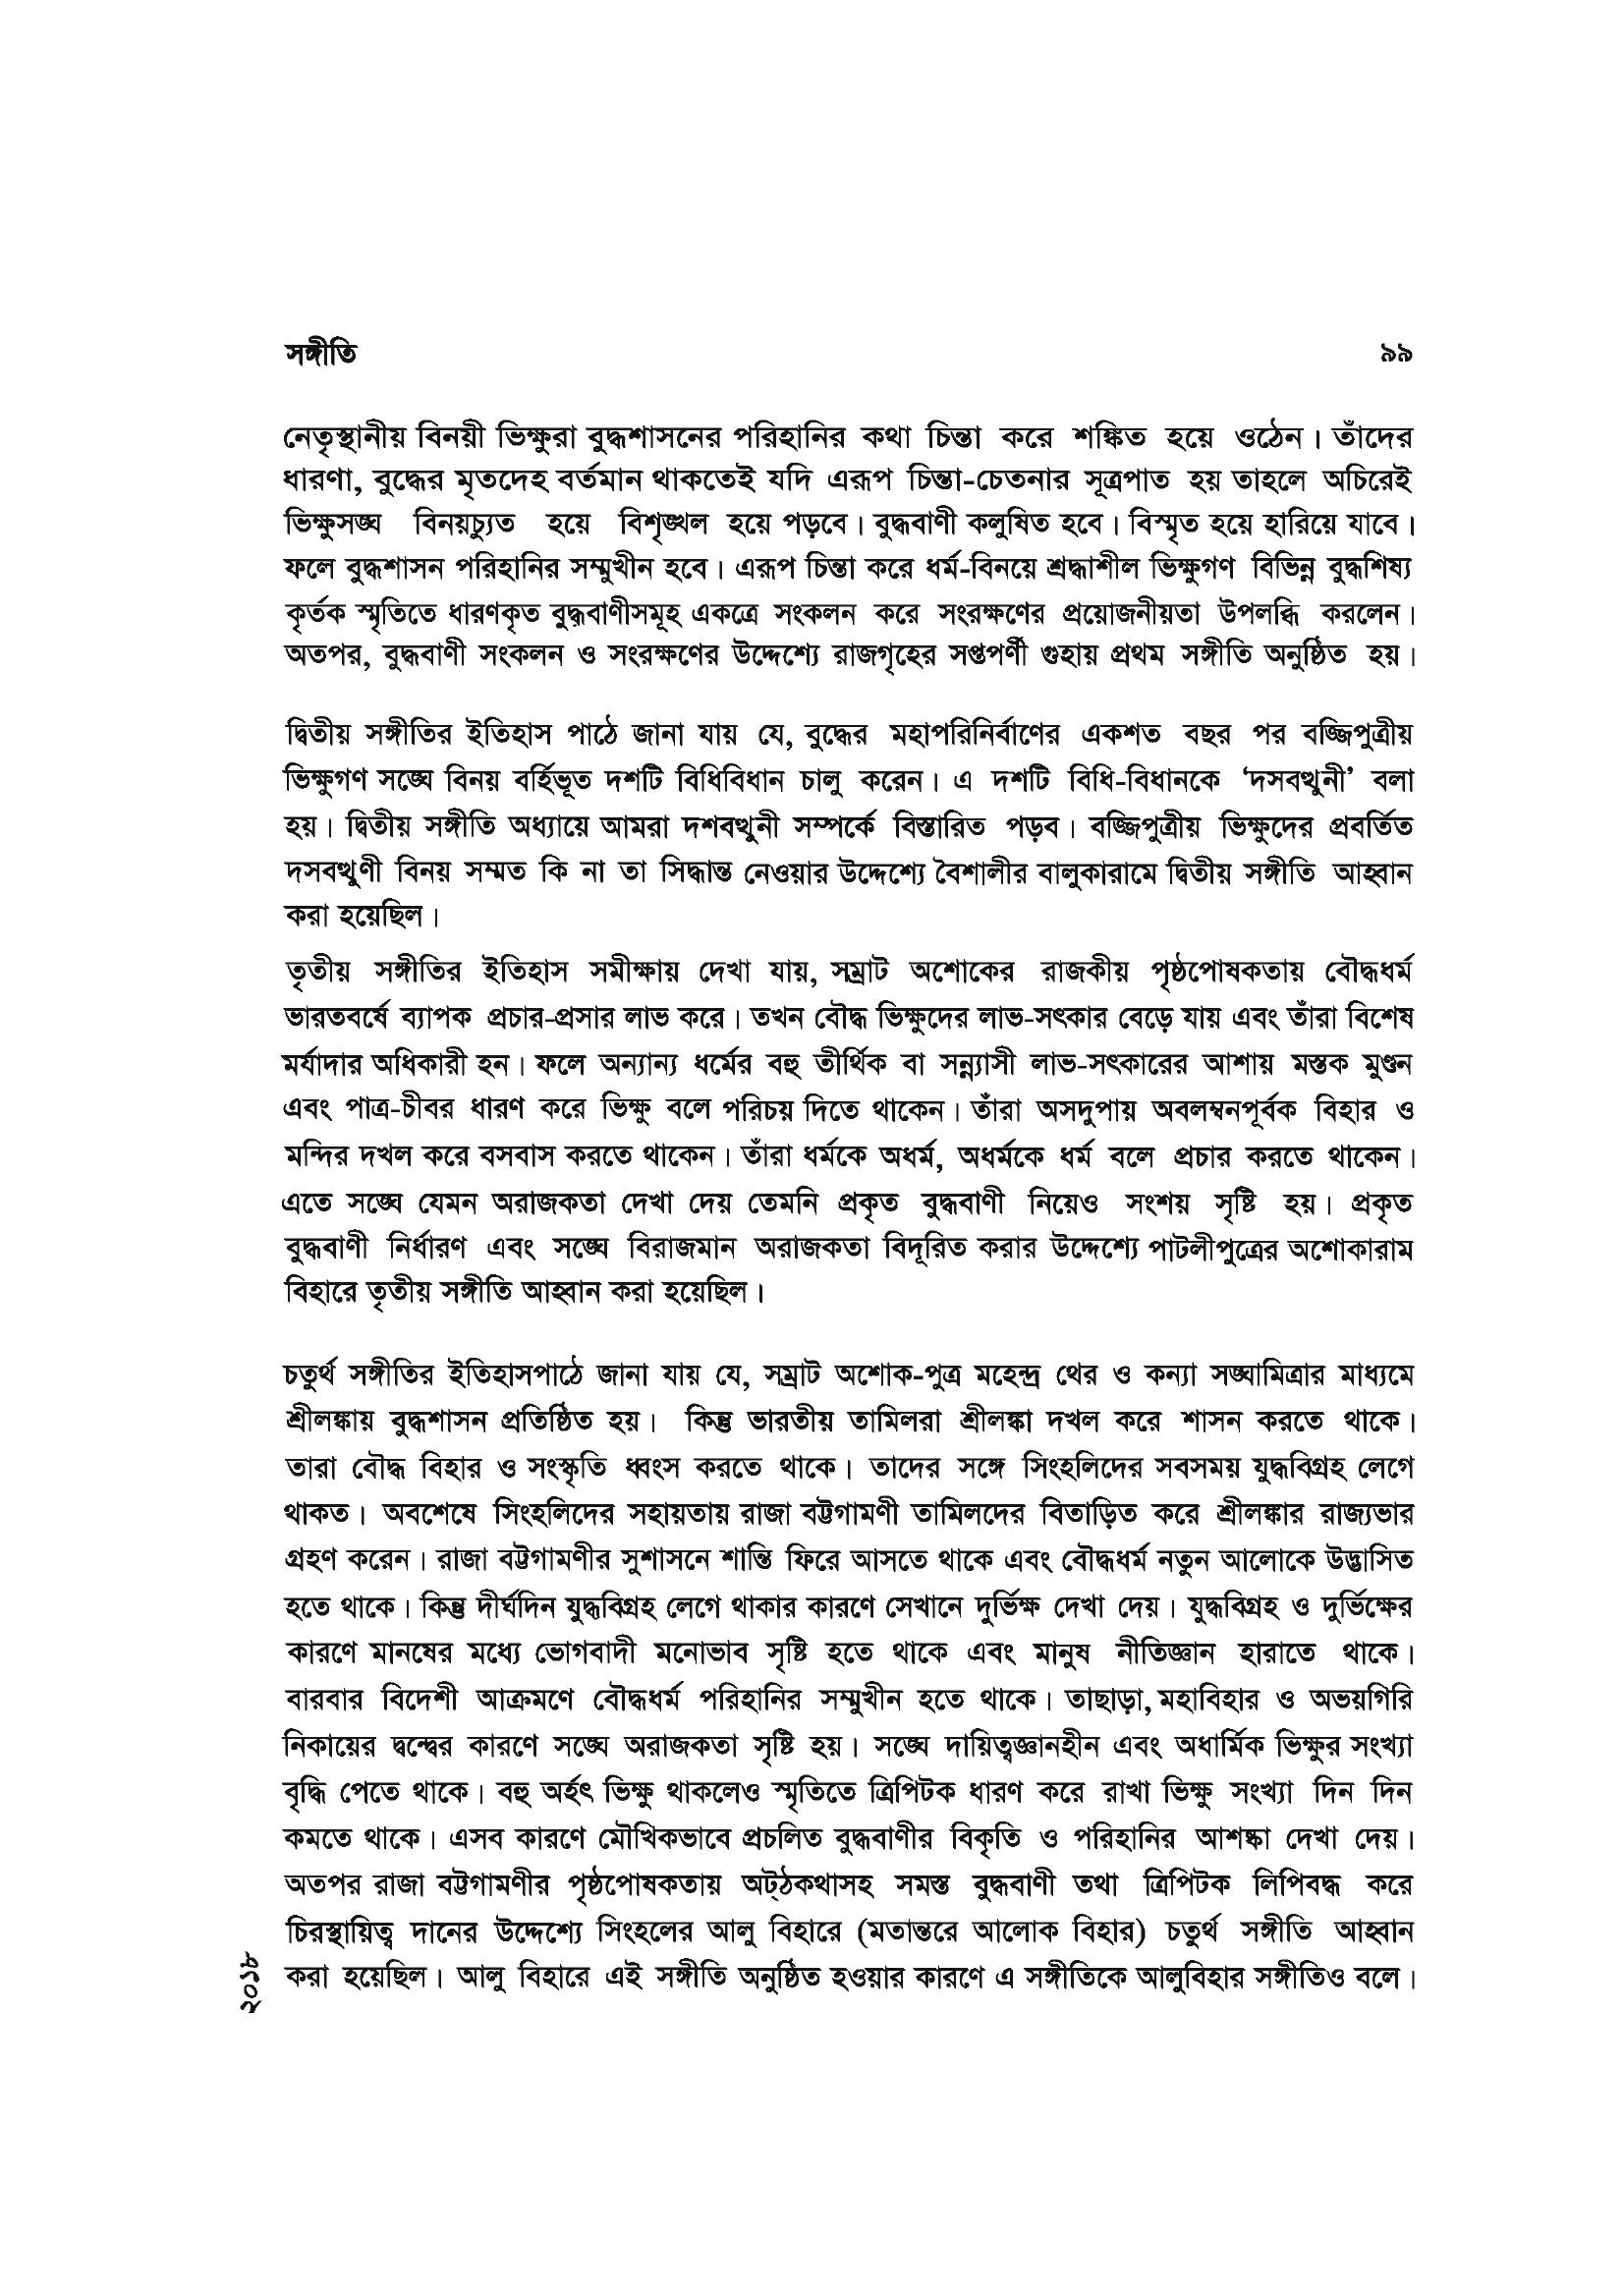 সঙ্গীতি ৯৯
নেতৃস্থানীয় বিনয়ী ভিক্ষুরা বুদ্ধশাসনের পরিহানির কথা চিন্তা করে শঙ্কিত হয়ে ওঠেন। তাঁদের
ধারণা, বুদ্ধের মৃতদেহ বর্তমান থাকতেই যদি এরূপ চিন্তা-চেতনার সূত্রপাত হয় তাহলে অচিরেই
ভিক্ষুসঙ্ঘ বিনয়চ্যুত হয়ে বিশৃঙ্খল হয়ে পড়বে। বুদ্ধবাণী কলুষিত হবে। বিস্মৃত হয়ে হারিয়ে যাবে।
ফলে বুদ্ধশাসন পরিহানির সম্মুখীন হবে। এরূপ চিন্তা করে ধর্ম-বিনয়ে শ্রদ্ধাশীল ভিক্ষুগণ বিভিন্ন বুদ্ধশিষ্য
কৃর্তক স্মৃতিতে ধারণকৃত বুদ্ধবাণীসমূহ একত্রে সংকলন করে সংরক্ষণের প্রয়োজনীয়তা উপলব্ধি করলেন।
অতপর, বুদ্ধবাণী সংকলন ও সংরক্ষণের উদ্দেশ্যে রাজগৃহের সপ্তপর্ণী গুহায় প্রথম সঙ্গীতি অনুষ্ঠিত হয়।
দ্বিতীয় সঙ্গীতির ইতিহাস পাঠে জানা যায় যে, বুদ্ধের মহাপরিনির্বাণের একশত বছর পর বজ্জিপুত্রীয়
ভিক্ষুগণ সঙ্ঘে বিনয় বর্হিভূত দশটি বিধিবিধান চালু করেন। এ দশটি বিধি-বিধানকে ‘দসবত্থুনী’ বলা
হয়। দ্বিতীয় সঙ্গীতি অধ্যায়ে আমরা দশবত্থুনী সম্পর্কে বিস্তারিত পড়ব। বজ্জিপুত্রীয় ভিক্ষুদের প্রবর্তিত
দসবত্থুণী বিনয় সম্মত কি না তা সিদ্ধান্ত নেওয়ার উদ্দেশ্যে বৈশালীর বালুকারামে দ্বিতীয় সঙ্গীতি আহ্বান
করা হয়েছিল।
তৃতীয় সঙ্গীতির ইতিহাস সমীক্ষায় দেখা যায়, সম্রাট অশোকের রাজকীয় পৃষ্ঠপোষকতায় বৌদ্ধধর্ম
ভারতবর্ষে ব্যাপক প্রচার-প্রসার লাভ করে। তখন বৌদ্ধ ভিক্ষুদের লাভ-সৎকার বেড়ে যায় এবং তাঁরা বিশেষ
মর্যাদার অধিকারী হন। ফলে অন্যান্য ধর্মের বহু তীর্থিক বা সন্ন্যাসী লাভ-সৎকারের আশায় মস্তক মুণ্ডন
এবং পাত্র-চীবর ধারণ করে ভিক্ষু বলে পরিচয় দিতে থাকেন। তাঁরা অসদুপায় অবলম্বনপূর্বক বিহার ও
মন্দির দখল করে বসবাস করতে থাকেন। তাঁরা ধর্মকে অধর্ম, অধর্মকে ধর্ম বলে প্রচার করতে থাকেন।
এতে সঙ্ঘে যেমন অরাজকতা দেখা দেয় তেমনি প্রকৃত বুদ্ধবাণী নিয়েও সংশয় সৃষ্টি হয়। প্রকৃত
বুদ্ধবাণী নির্ধারণ এবং সঙ্ঘে বিরাজমান অরাজকতা বিদূরিত করার উদ্দেশ্যে পাটলীপুত্রের অশোকারাম
বিহারে তৃতীয় সঙ্গীতি আহ্বান করা হয়েছিল।
চতুর্থ সঙ্গীতির ইতিহাসপাঠে জানা যায় যে, সম্রাট অশোক-পুত্র মহেন্দ্র থের ও কন্যা সঙ্ঘামিত্রার মাধ্যমে
শ্রীলঙ্কায় বুদ্ধশাসন প্রতিষ্ঠিত হয়। কিন্তু ভারতীয় তামিলরা শ্রীলঙ্কা দখল করে শাসন করতে থাকে।
তারা বৌদ্ধ বিহার ও সংস্কৃতি ধ্বংস করতে থাকে। তাদের সঙ্গে সিংহলিদের সবসময় যুদ্ধবিগ্রহ লেগে
থাকত। অবশেষে সিংহলিদের সহায়তায় রাজা বট্টগামণী তামিলদের বিতাড়িত করে শ্রীলঙ্কার রাজ্যভার
গ্রহণ করেন। রাজা বট্টগামণীর সুশাসনে শান্তি ফিরে আসতে থাকে এবং বৌদ্ধধর্ম নতুন আলোকে উদ্ভাসিত
হতে থাকে। কিন্তু দীর্ঘদিন যুদ্ধবিগ্রহ লেগে থাকার কারণে সেখানে দুর্ভিক্ষ দেখা দেয়। যুদ্ধবিগ্রহ ও দুর্ভিক্ষের
কারণে মানষের মধ্যে ভোগবাদী মনোভাব সৃষ্টি হতে থাকে এবং মানুষ নীতিজ্ঞান হারাতে থাকে।
বারবার বিদেশী আক্রমণে বৌদ্ধধর্ম পরিহানির সম্মুখীন হতে থাকে। তাছাড়া, মহাবিহার ও অভয়গিরি
নিকায়ের দ্বন্দ্বের কারণে সঙ্ঘে অরাজকতা সৃষ্টি হয়। সঙ্ঘে দায়িত্বজ্ঞানহীন এবং অধার্মিক ভিক্ষুর সংখ্যা
বৃদ্ধি পেতে থাকে। বহু অর্হৎ ভিক্ষু থাকলেও স্মৃতিতে ত্রিপিটক ধারণ করে রাখা ভিক্ষু সংখ্যা দিন দিন
কমতে থাকে। এসব কারণে মৌখিকভাবে প্রচলিত বুদ্ধবাণীর বিকৃতি ও পরিহানির আশঙ্কা দেখা দেয়।
অতপর রাজা বট্টগামণীর পৃষ্ঠপোষকতায় অট্‌ঠকথাসহ সমস্ত বুদ্ধবাণী তথা ত্রিপিটক লিপিবদ্ধ করে
চিরস্থায়িত্ব দানের উদ্দেশ্যে সিংহলের আলু বিহারে (মতান্তরে আলোক বিহার) চতুর্থ সঙ্গীতি আহ্বান
করা হয়েছিল। আলু বিহারে এই সঙ্গীতি অনুষ্ঠিত হওয়ার কারণে এ সঙ্গীতিকে আলুবিহার সঙ্গীতিও বলে।
২০১৮